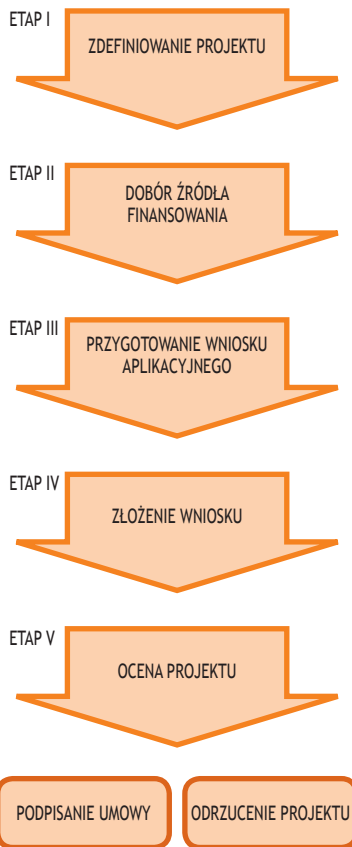 ETAP I
ZDEFINIOWANIE PROJEKTU
ETAP II
DOBÓR ŹRÓDŁA
FINANSOWANIA
ETAP III
PRZYGOTOWANIE WNIOSKU
APLIKACYJNEGO
ETAP IV
ZŁOŻENIE WNIOSKU
ETAP V
OCENA PROJEKTU
PODPISANIE UMOWY
ODRZUCENIE PROJEKTU